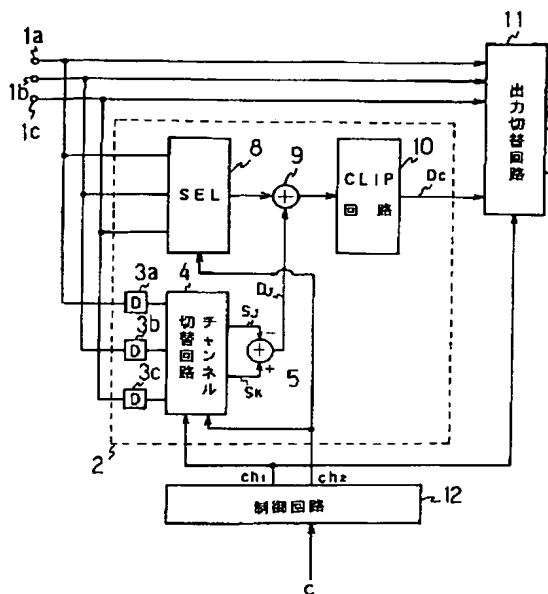 11
1a
1b
1c
出力切替回路
8
SEL
9
10
CLIP
回路
Dc
3a
D
3b
D
3c
D
4
チャンネル
切替回路
SJ
−
+
SK
5
DJ
+
+
2
ch1
ch2
制御回路
12
C